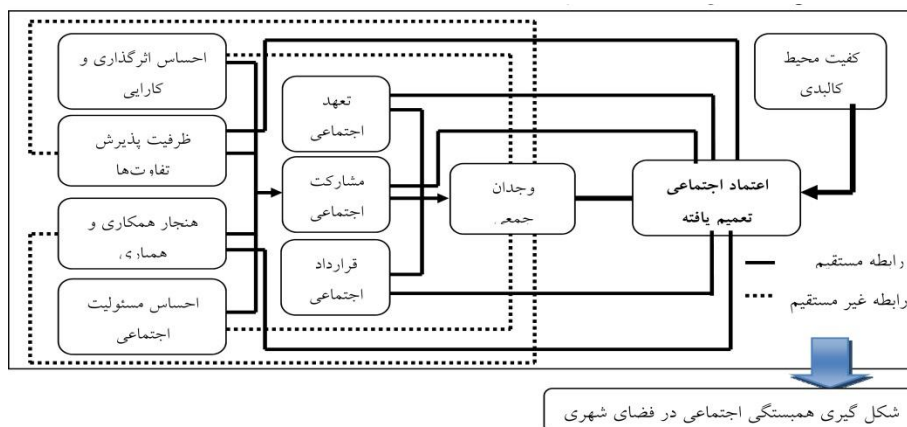 احساس اثرگذاری و
کارایی
ظرفیت پذیرش
تفاوت‌ها
هنجار همکاری و
همیاری
احساس مسئولیت
اجتماعی
تعهد
اجتماعی
مشارکت
اجتماعی
قرارداد
اجتماعی
وجدان
جمعی
اعتماد اجتماعی
تعمیم یافته
کفیت محیط
کالبدی
رابطه مستقیم
رابطه غیر مستقیم
شکل گیری همبستگی اجتماعی در فضای شهری